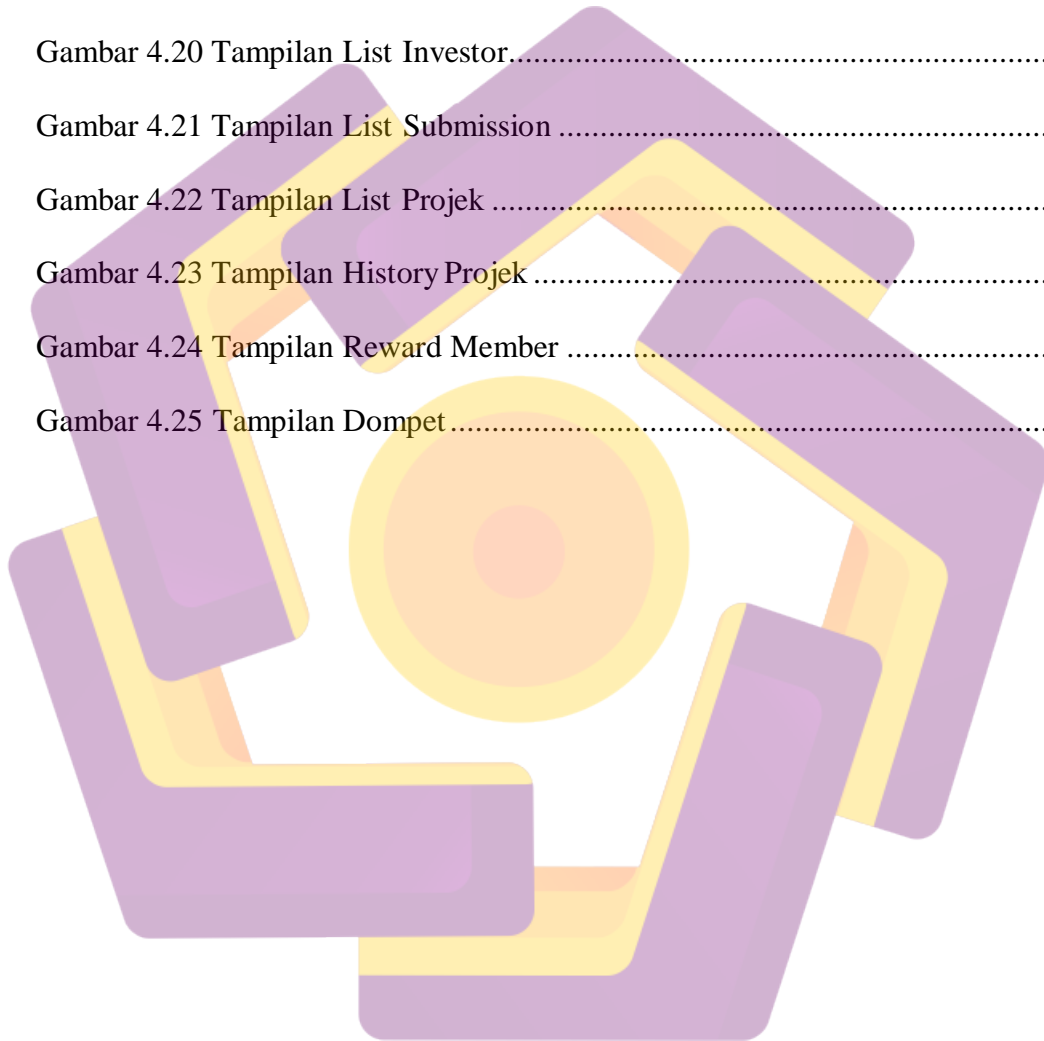 Gambar 4.20 Tampilan List Investor..................................................................
Gambar 4.21 Tampilan List Submission ............................................................
Gambar 4.22 Tampilan List Projek ....................................................................
Gambar 4.23 Tampilan History Projek ...............................................................
Gambar 4.24 Tampilan Reward Member ...........................................................
Gambar 4.25 Tampilan Dompet .........................................................................